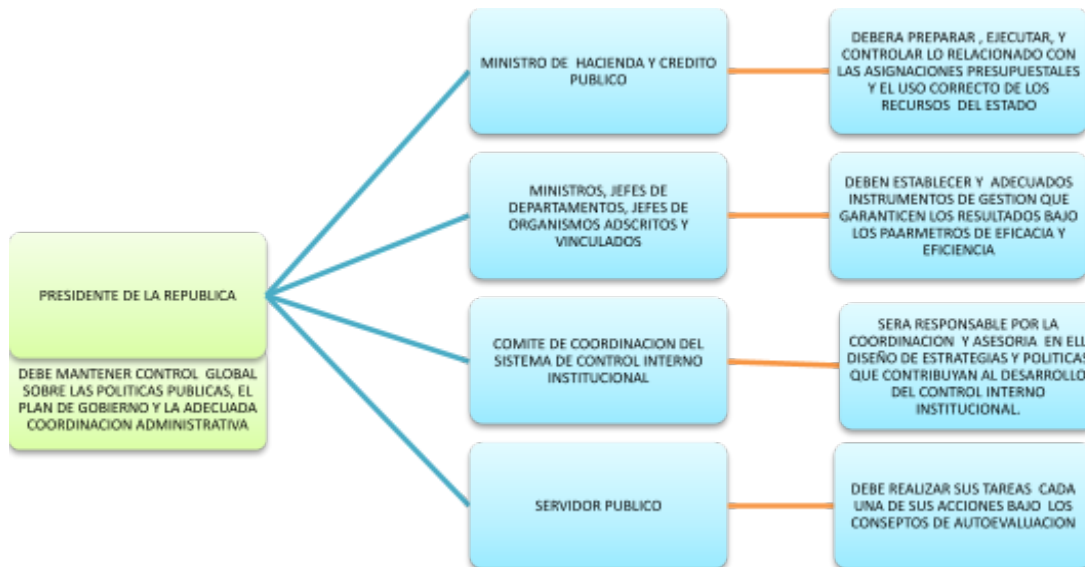 PRESIDENTE DE LA REPUBLICA
DEBE MANTENER CONTROL GLOBAL
SOBRE LAS POLITICAS PUBLICAS, EL
PLAN DE GOBIERNO Y LA ADECUADA
COORDINACION ADMINISTRATIVA
MINISTRO DE HACIENDA Y CREDITO
PUBLICO
DEBERA PREPARAR , EJECUTAR, Y
CONTROLAR LO RELACIONADO CON
LAS ASIGNACIONES PRESUPUESTALES
Y EL USO CORRECTO DE LOS
RECURSOS DEL ESTADO
MINISTROS, JEFES DE
DEPARTAMENTOS, JEFES DE
ORGANISMOS ADSCRITOS Y
VINCULADOS
DEBEN ESTABLECER Y ADECUADOS
INSTRUMENTOS DE GESTION QUE
GARANTICEN LOS RESULTADOS BAJO
LOS PAARMETROS DE EFICACIA Y
EFICIENCIA
COMITE DE COORDINACION DEL
SISTEMA DE CONTROL INTERNO
INSTITUCIONAL
SERA RESPONSABLE POR LA
COORDINACION Y ASESORIA EN ELL
DISEÑO DE ESTRATEGIAS Y POLITICAS
QUE CONTRIBUYAN AL DESARROLLO
DEL CONTROL INTERNO
INSTITUCIONAL.
SERVIDOR PUBLICO
DEBE REALIZAR SUS TAREAS CADA
UNA DE SUS ACCIONES BAJO LOS
CONSEPTOS DE AUTOEVALUACION